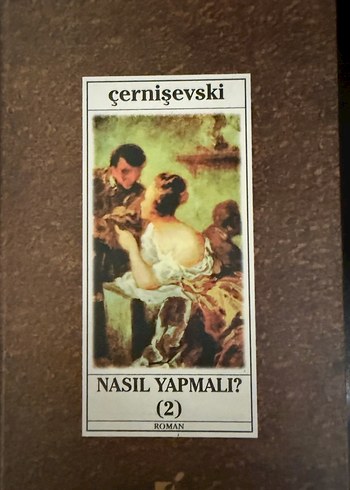 çernişevski
NASIL YAPMALI?
(2)
ROMAN